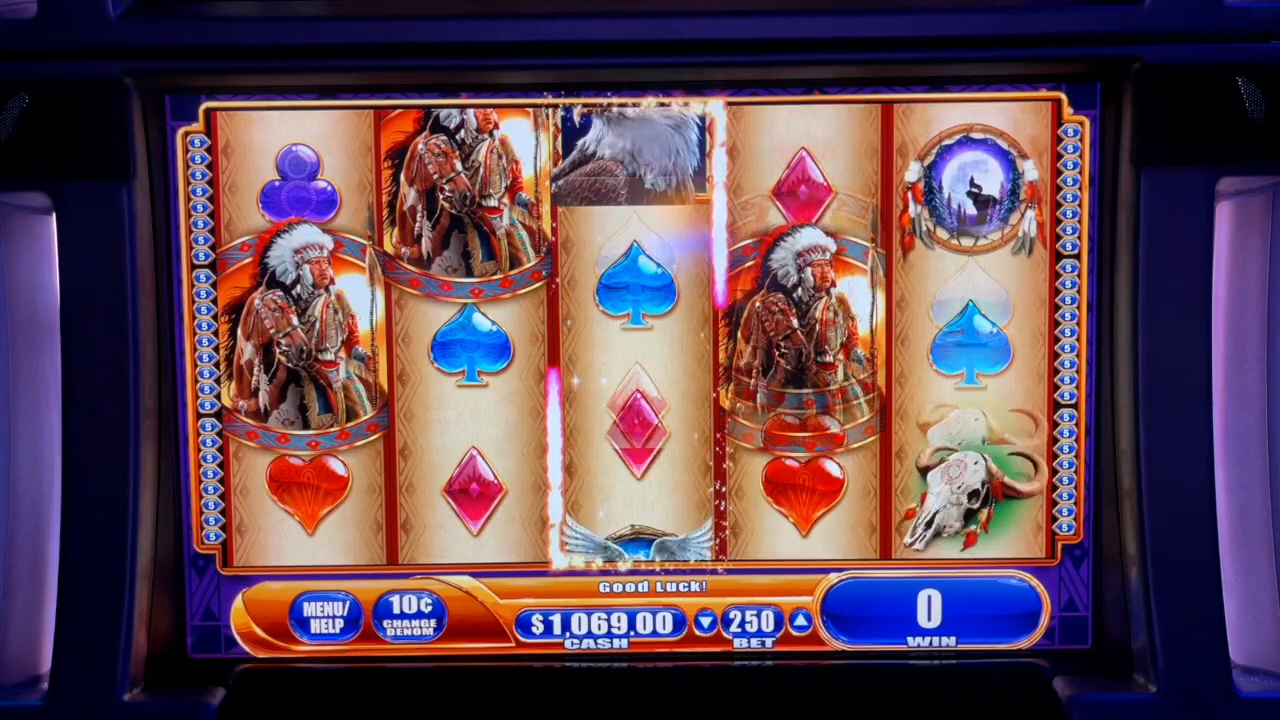 Good Luck!
MENU/
HELP
10¢
CHANGE
DENOM
$1,069.00
CASH
250
BET
0
WIN